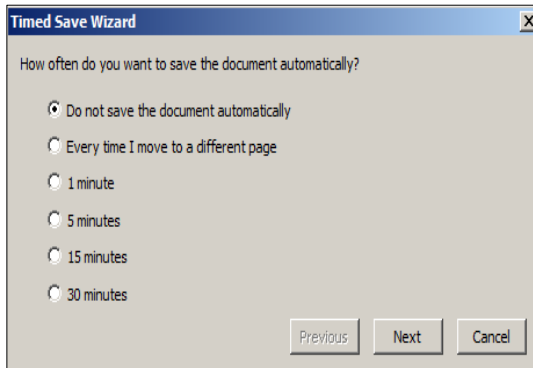 Timed Save Wizard
How often do you want to save the document automatically?
Do not save the document automatically
Every time I move to a different page
1 minute
5 minutes
15 minutes
30 minutes
Previous Next Cancel